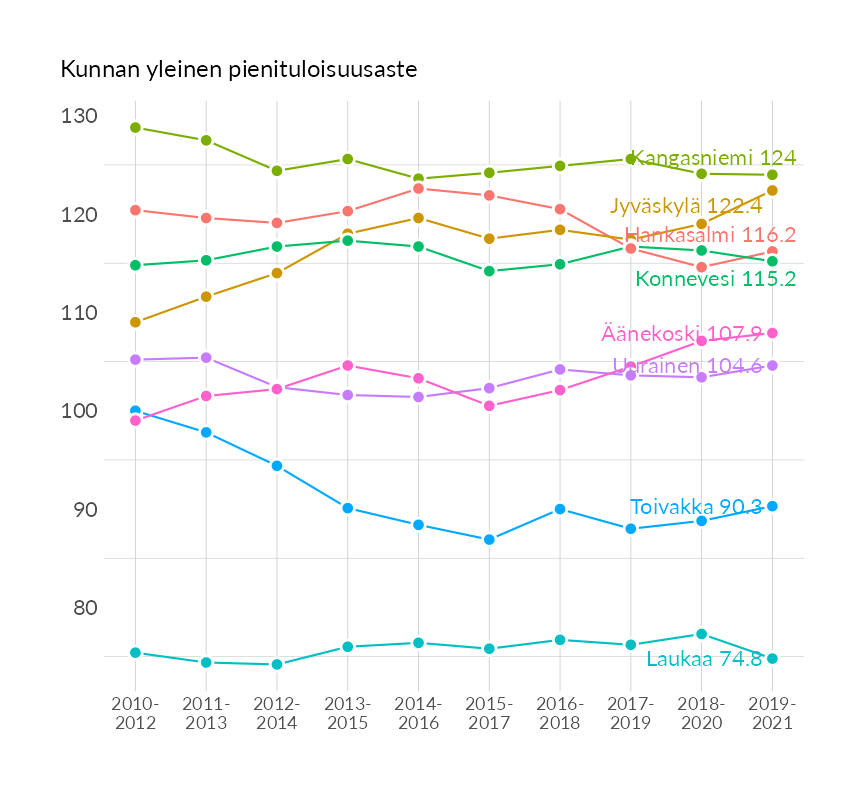 Kunnan yleinen pienituloisuusaste
130
120
110
100
90
80
Kangasniemi 124
Jyväskylä 122.4
Hankasalmi 116.2
Konnevesi 115.2
Äänekoski 107.9
Uurainen 104.6
Toivakka 90.3
Laukaa 74.8
2010- 2011- 2012- 2013- 2014- 2015- 2016- 2017- 2018- 2019-
2012 2013 2014 2015 2016 2017 2018 2019 2020 2021